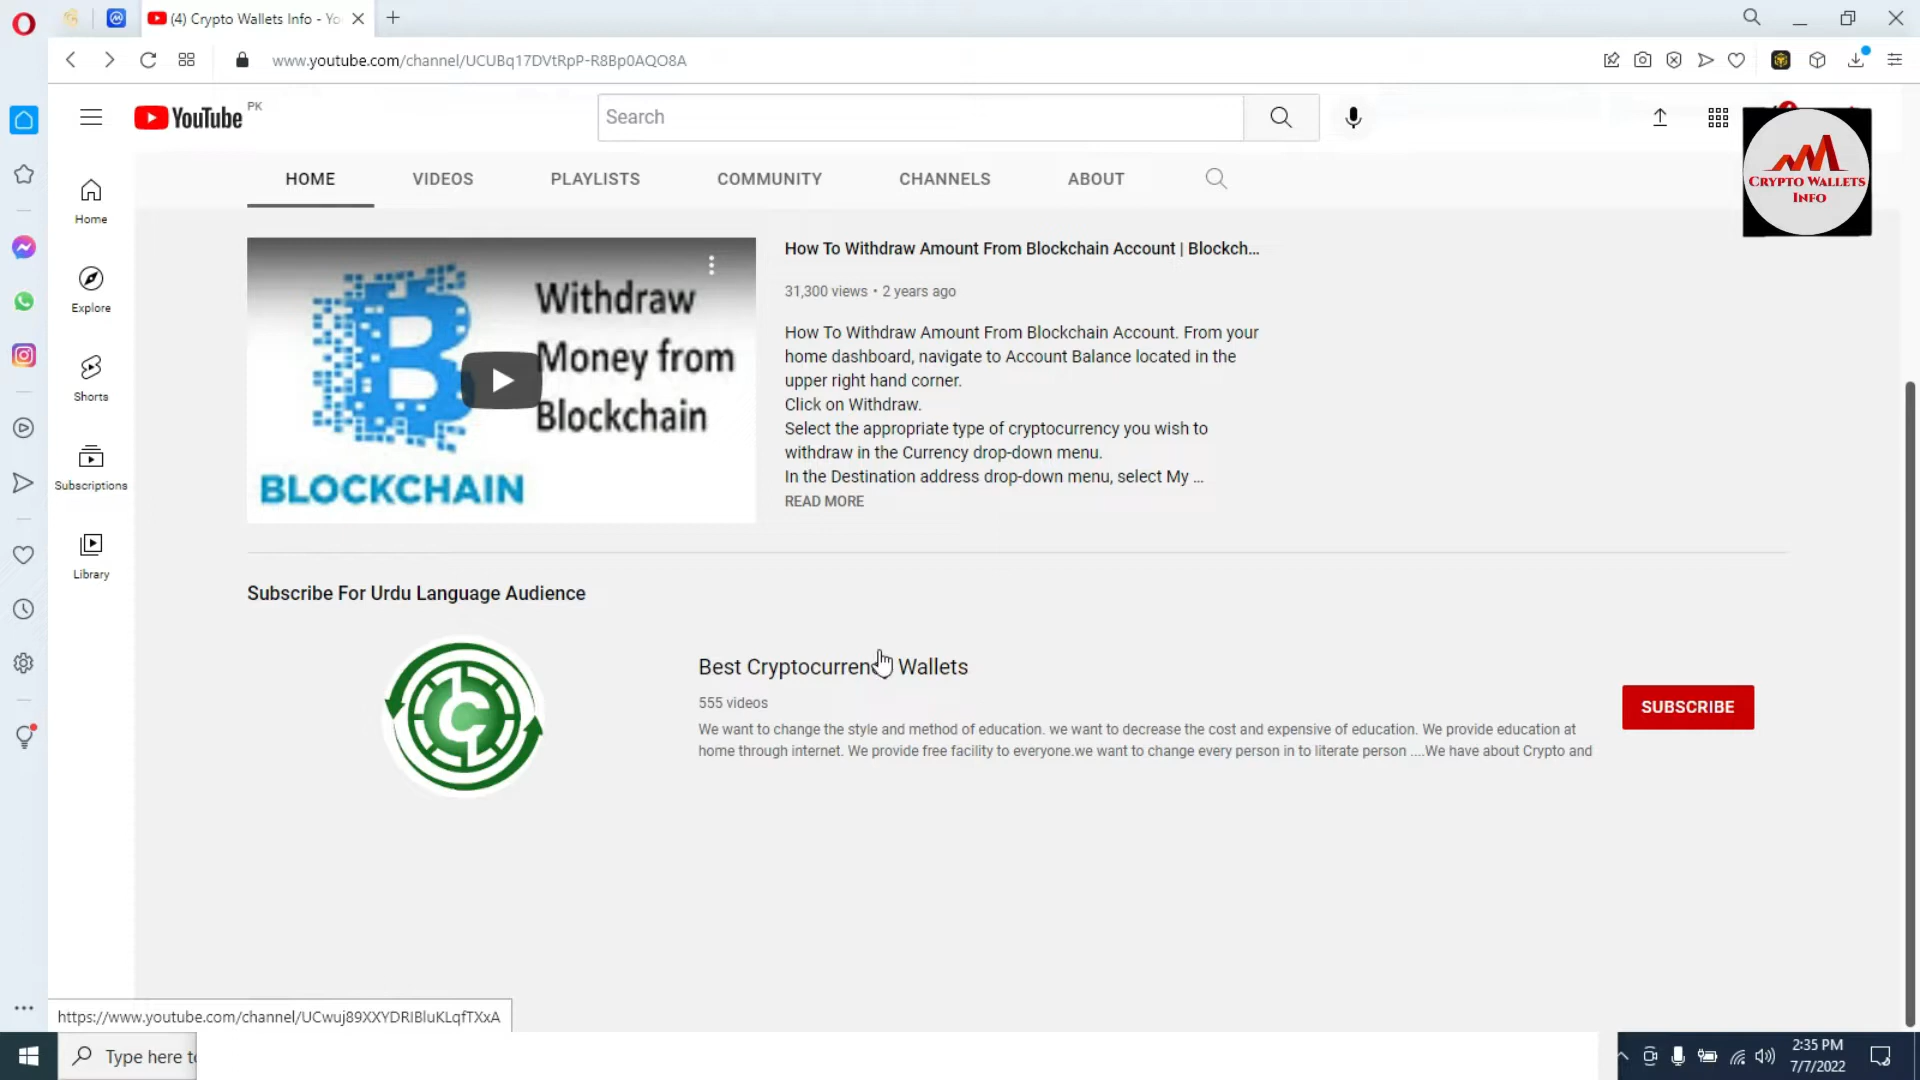 (4) Crypto Wallets Info - Yo
www.youtube.com/channel/UCUBq17DVtRpP-R8Bp0AQO8A
YouTube PK
Search
HOME VIDEOS PLAYLISTS COMMUNITY CHANNELS ABOUT
CRYPTO WALLETS
INFO
Home
Explore
Shorts
Subscriptions
Library
Withdraw
Money from
Blockchain
BLOCKCHAIN
How To Withdraw Amount From Blockchain Account | Blockch...
31,300 views • 2 years ago
How To Withdraw Amount From Blockchain Account. From your
home dashboard, navigate to Account Balance located in the
upper right hand corner.
Click on Withdraw.
Select the appropriate type of cryptocurrency you wish to
withdraw in the Currency drop-down menu.
In the Destination address drop-down menu, select My ...
READ MORE
Subscribe For Urdu Language Audience
Best Cryptocurrency Wallets
555 videos
We want to change the style and method of education. we want to decrease the cost and expensive of education. We provide education at
home through internet. We provide free facility to everyone.we want to change every person in to literate person ....We have about Crypto and
SUBSCRIBE
https://www.youtube.com/channel/UCwuj89XXYDRIBluKLqfTXxA
Type here to
2:35 PM
7/7/2022